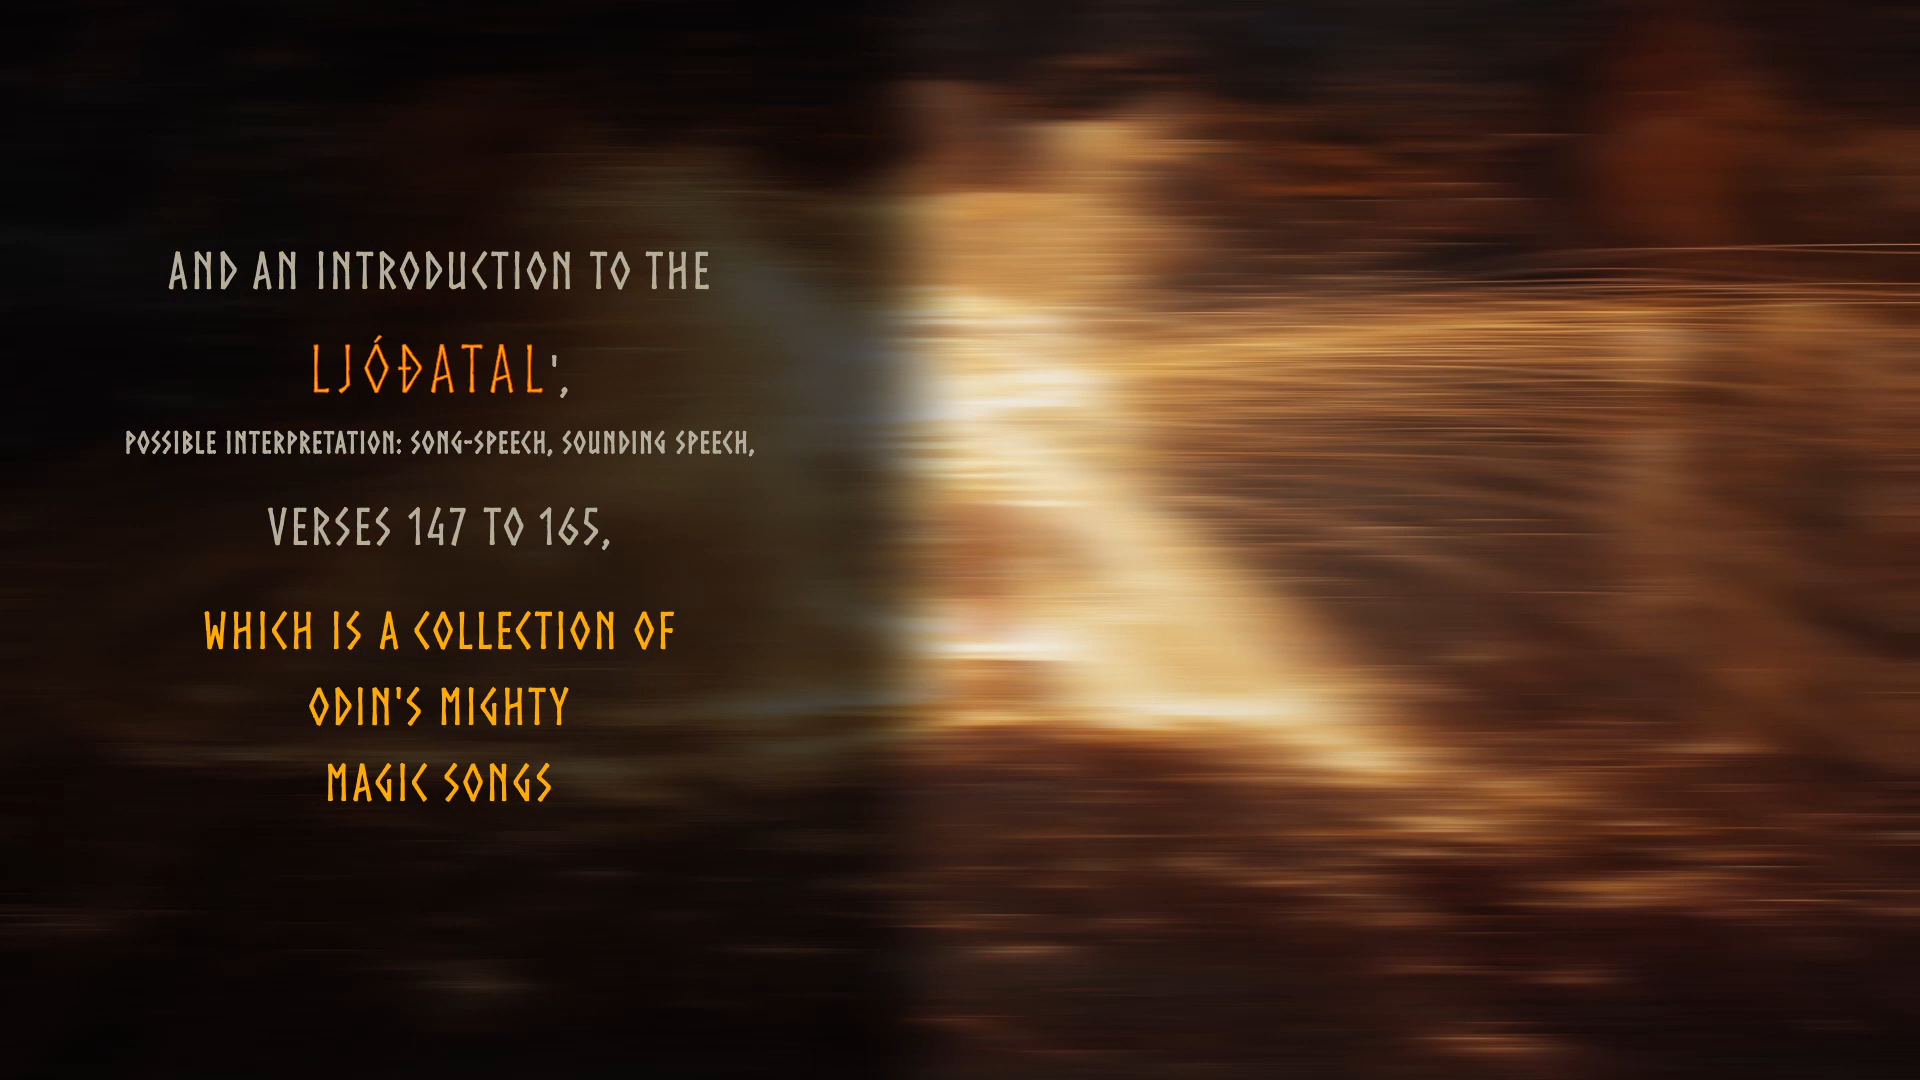 AND AN INTRODUCTION TO THE
LJÓÐATAL',
POSSIBLE INTERPRETATION: SONG-SPEECH, SOUNDING SPEECH,
VERSES 147 TO 165,
WHICH IS A COLLECTION OF
ODIN'S MIGHTY
MAGIC SONGS